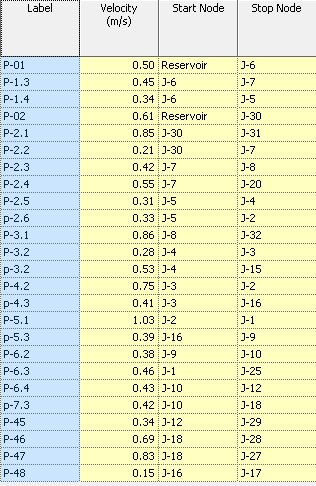 Label Velocity (m/s) Start Node Stop Node
P-01 0.50 Reservoir J-6
P-1.3 0.45 J-6 J-7
P-1.4 0.34 J-6 J-5
P-02 0.61 Reservoir J-30
P-2.1 0.85 J-30 J-31
P-2.2 0.21 J-30 J-7
P-2.3 0.42 J-7 J-8
P-2.4 0.55 J-7 J-20
P-2.5 0.31 J-5 J-4
p-2.6 0.33 J-5 J-2
P-3.1 0.86 J-8 J-32
P-3.2 0.28 J-4 J-3
p-3.2 0.53 J-4 J-15
P-4.2 0.75 J-3 J-2
p-4.3 0.41 J-3 J-16
P-5.1 1.03 J-2 J-1
p-5.3 0.39 J-16 J-9
P-6.2 0.38 J-9 J-10
P-6.3 0.46 J-1 J-25
P-6.4 0.43 J-10 J-12
p-7.3 0.42 J-10 J-18
P-45 0.34 J-12 J-29
P-46 0.69 J-18 J-28
P-47 0.83 J-18 J-27
P-48 0.15 J-16 J-17